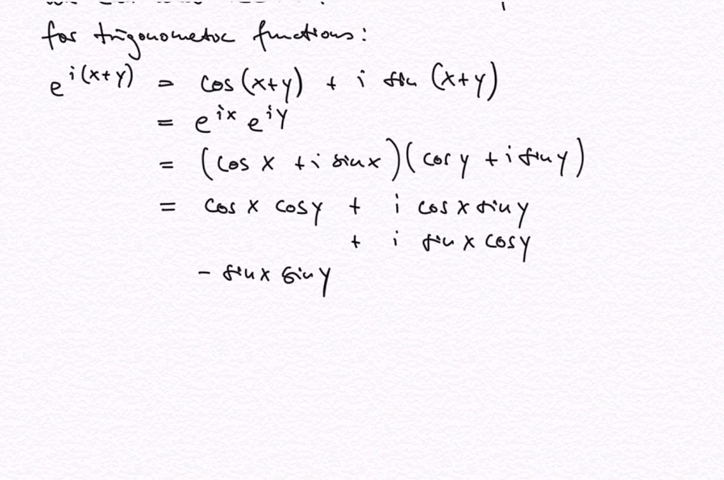 for trigonometric functions:
e^{i(x+y)} = cos(x+y) + i sin(x+y)
= e^{ix} e^{iy}
= (cos x + i sin x)(cos y + i sin y)
= cos x cos y + i cos x sin y
+ i sin x cos y
- sin x sin y